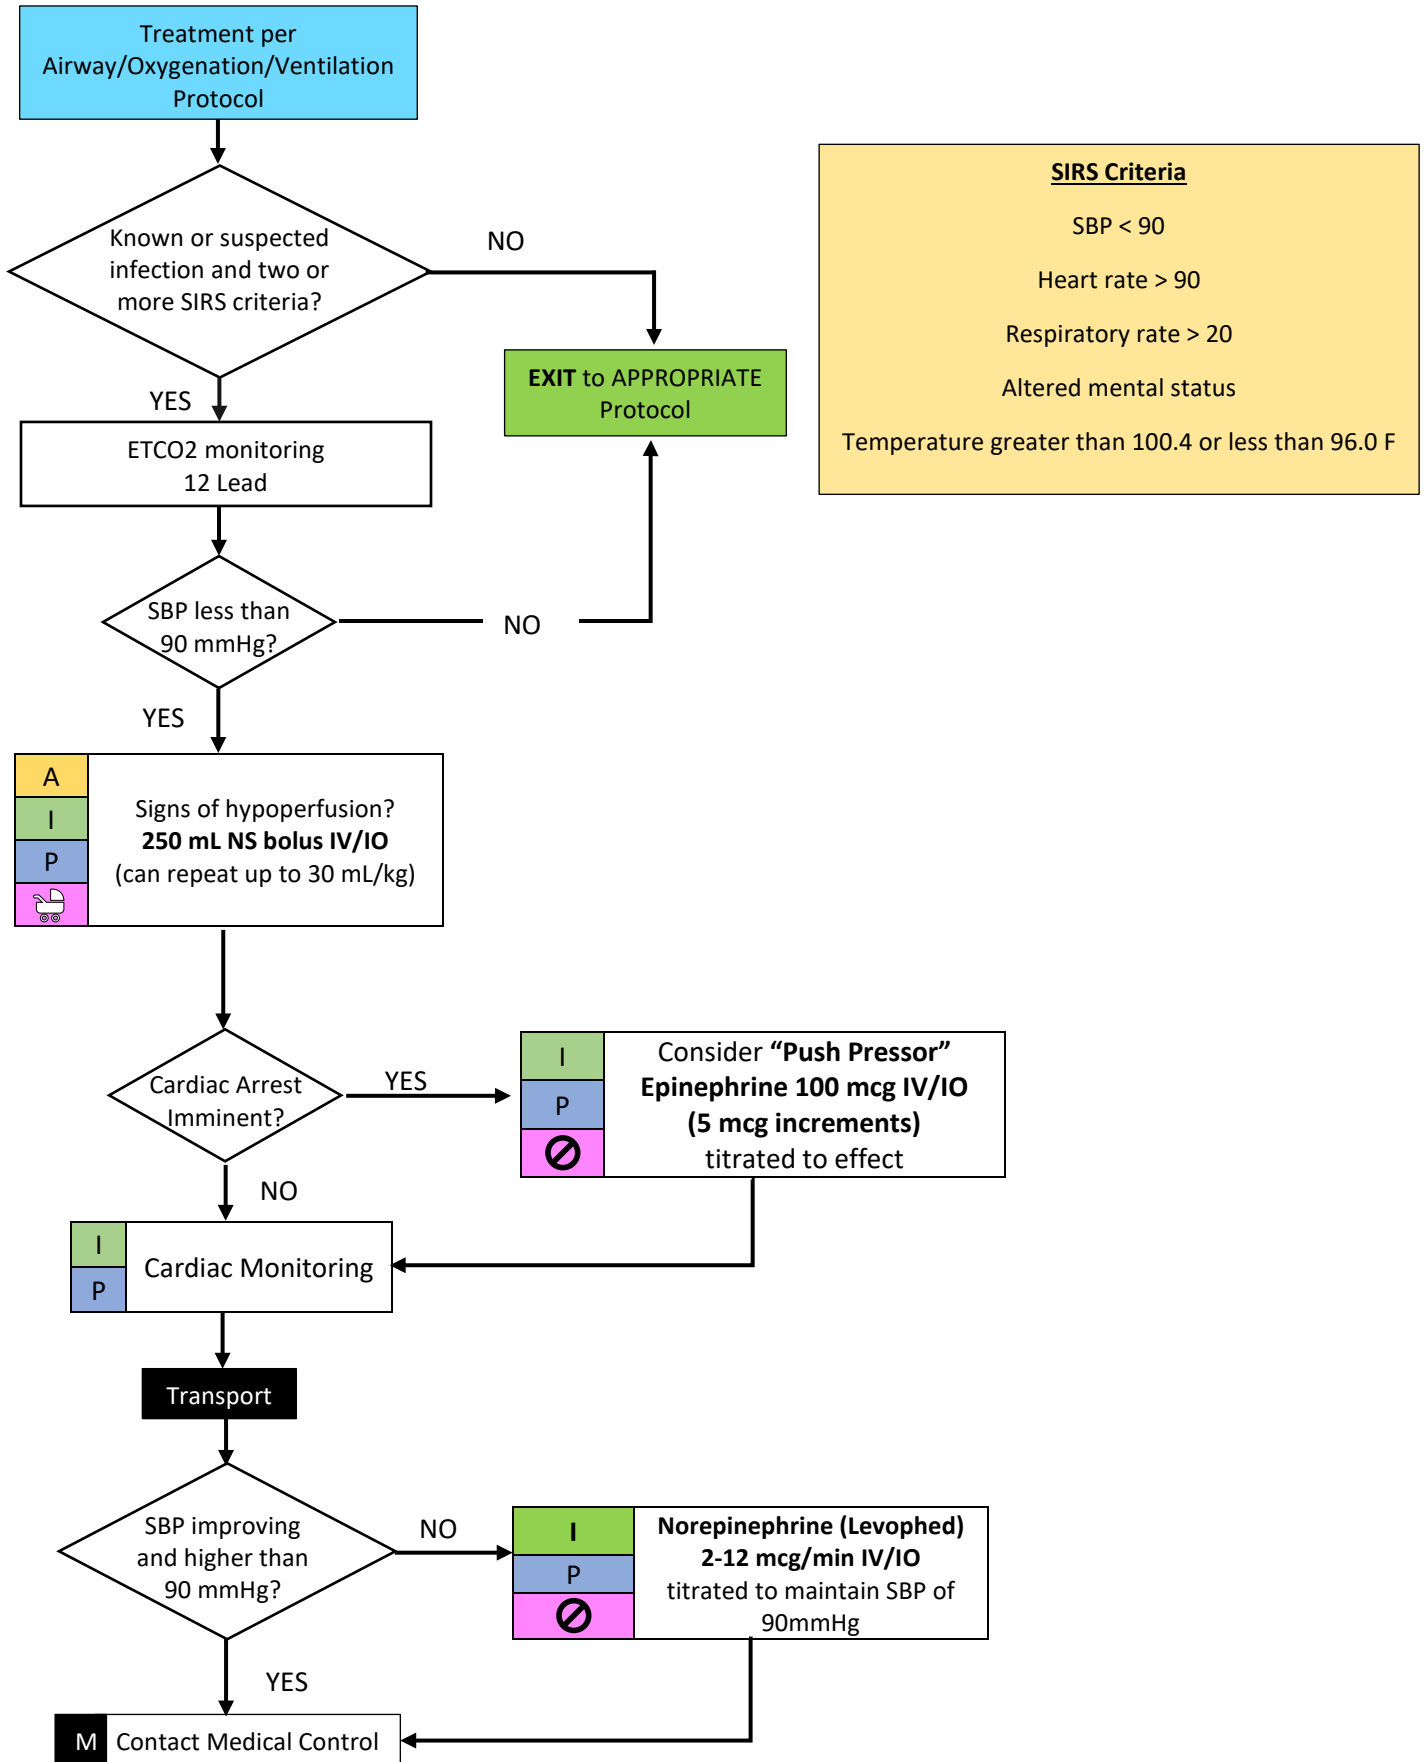 Treatment per
Airway/Oxygenation/Ventilation
Protocol
Known or suspected
infection and two or
more SIRS criteria?
NO
YES
EXIT to APPROPRIATE
Protocol
SIRS Criteria
SBP < 90
Heart rate > 90
Respiratory rate > 20
Altered mental status
Temperature greater than 100.4 or less than 96.0 F
ETCO2 monitoring
12 Lead
SBP less than
90 mmHg?
NO
YES
A
I
P
Signs of hypoperfusion?
250 mL NS bolus IV/IO
(can repeat up to 30 mL/kg)
Cardiac Arrest
Imminent?
YES
NO
I
P
Consider “Push Pressor”
Epinephrine 100 mcg IV/IO
(5 mcg increments)
titrated to effect
I
P
Cardiac Monitoring
Transport
SBP improving
and higher than
90 mmHg?
NO
YES
I
P
Norepinephrine (Levophed)
2-12 mcg/min IV/IO
titrated to maintain SBP of
90mmHg
M Contact Medical Control